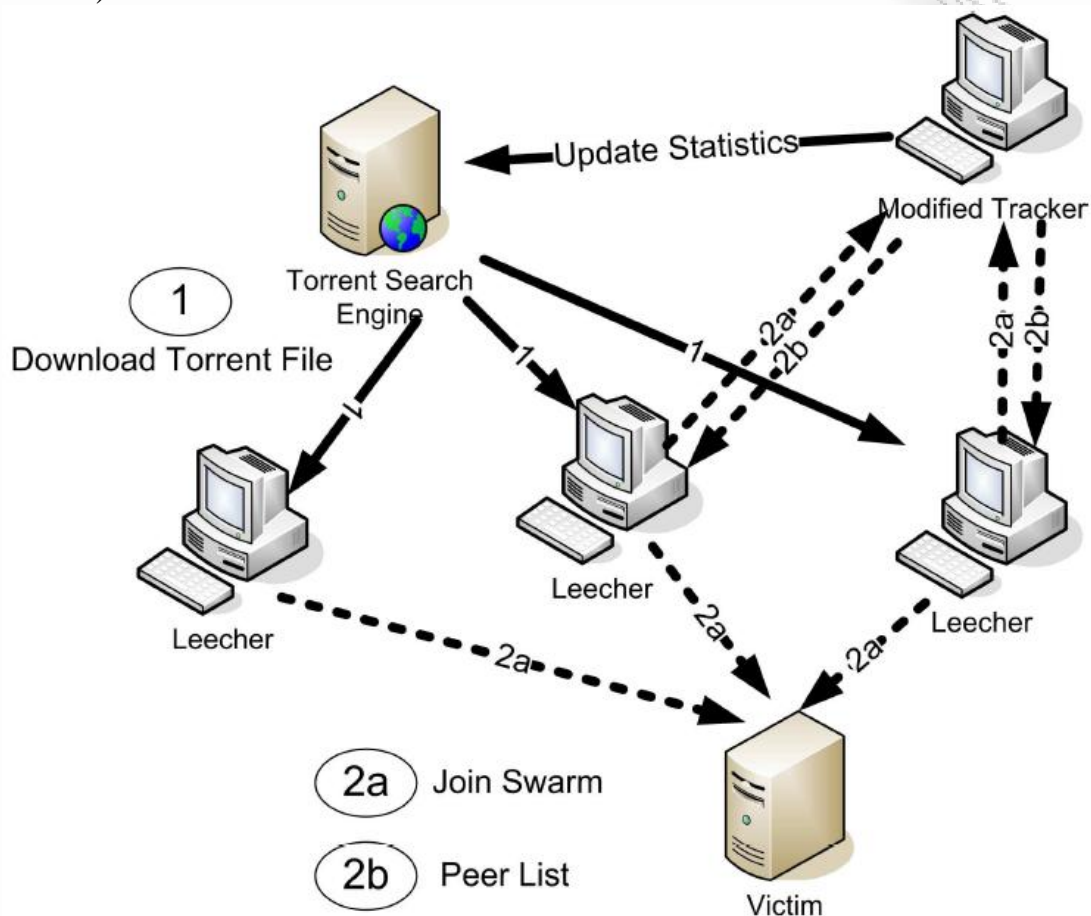 Update Statistics
Modified Tracker
Torrent Search
Engine
1
Download Torrent File
1
1
1
2a
2b
2a
2b
Leecher
Leecher
Leecher
2a
2a
2a
2a
Join Swarm
2b
Peer List
Victim